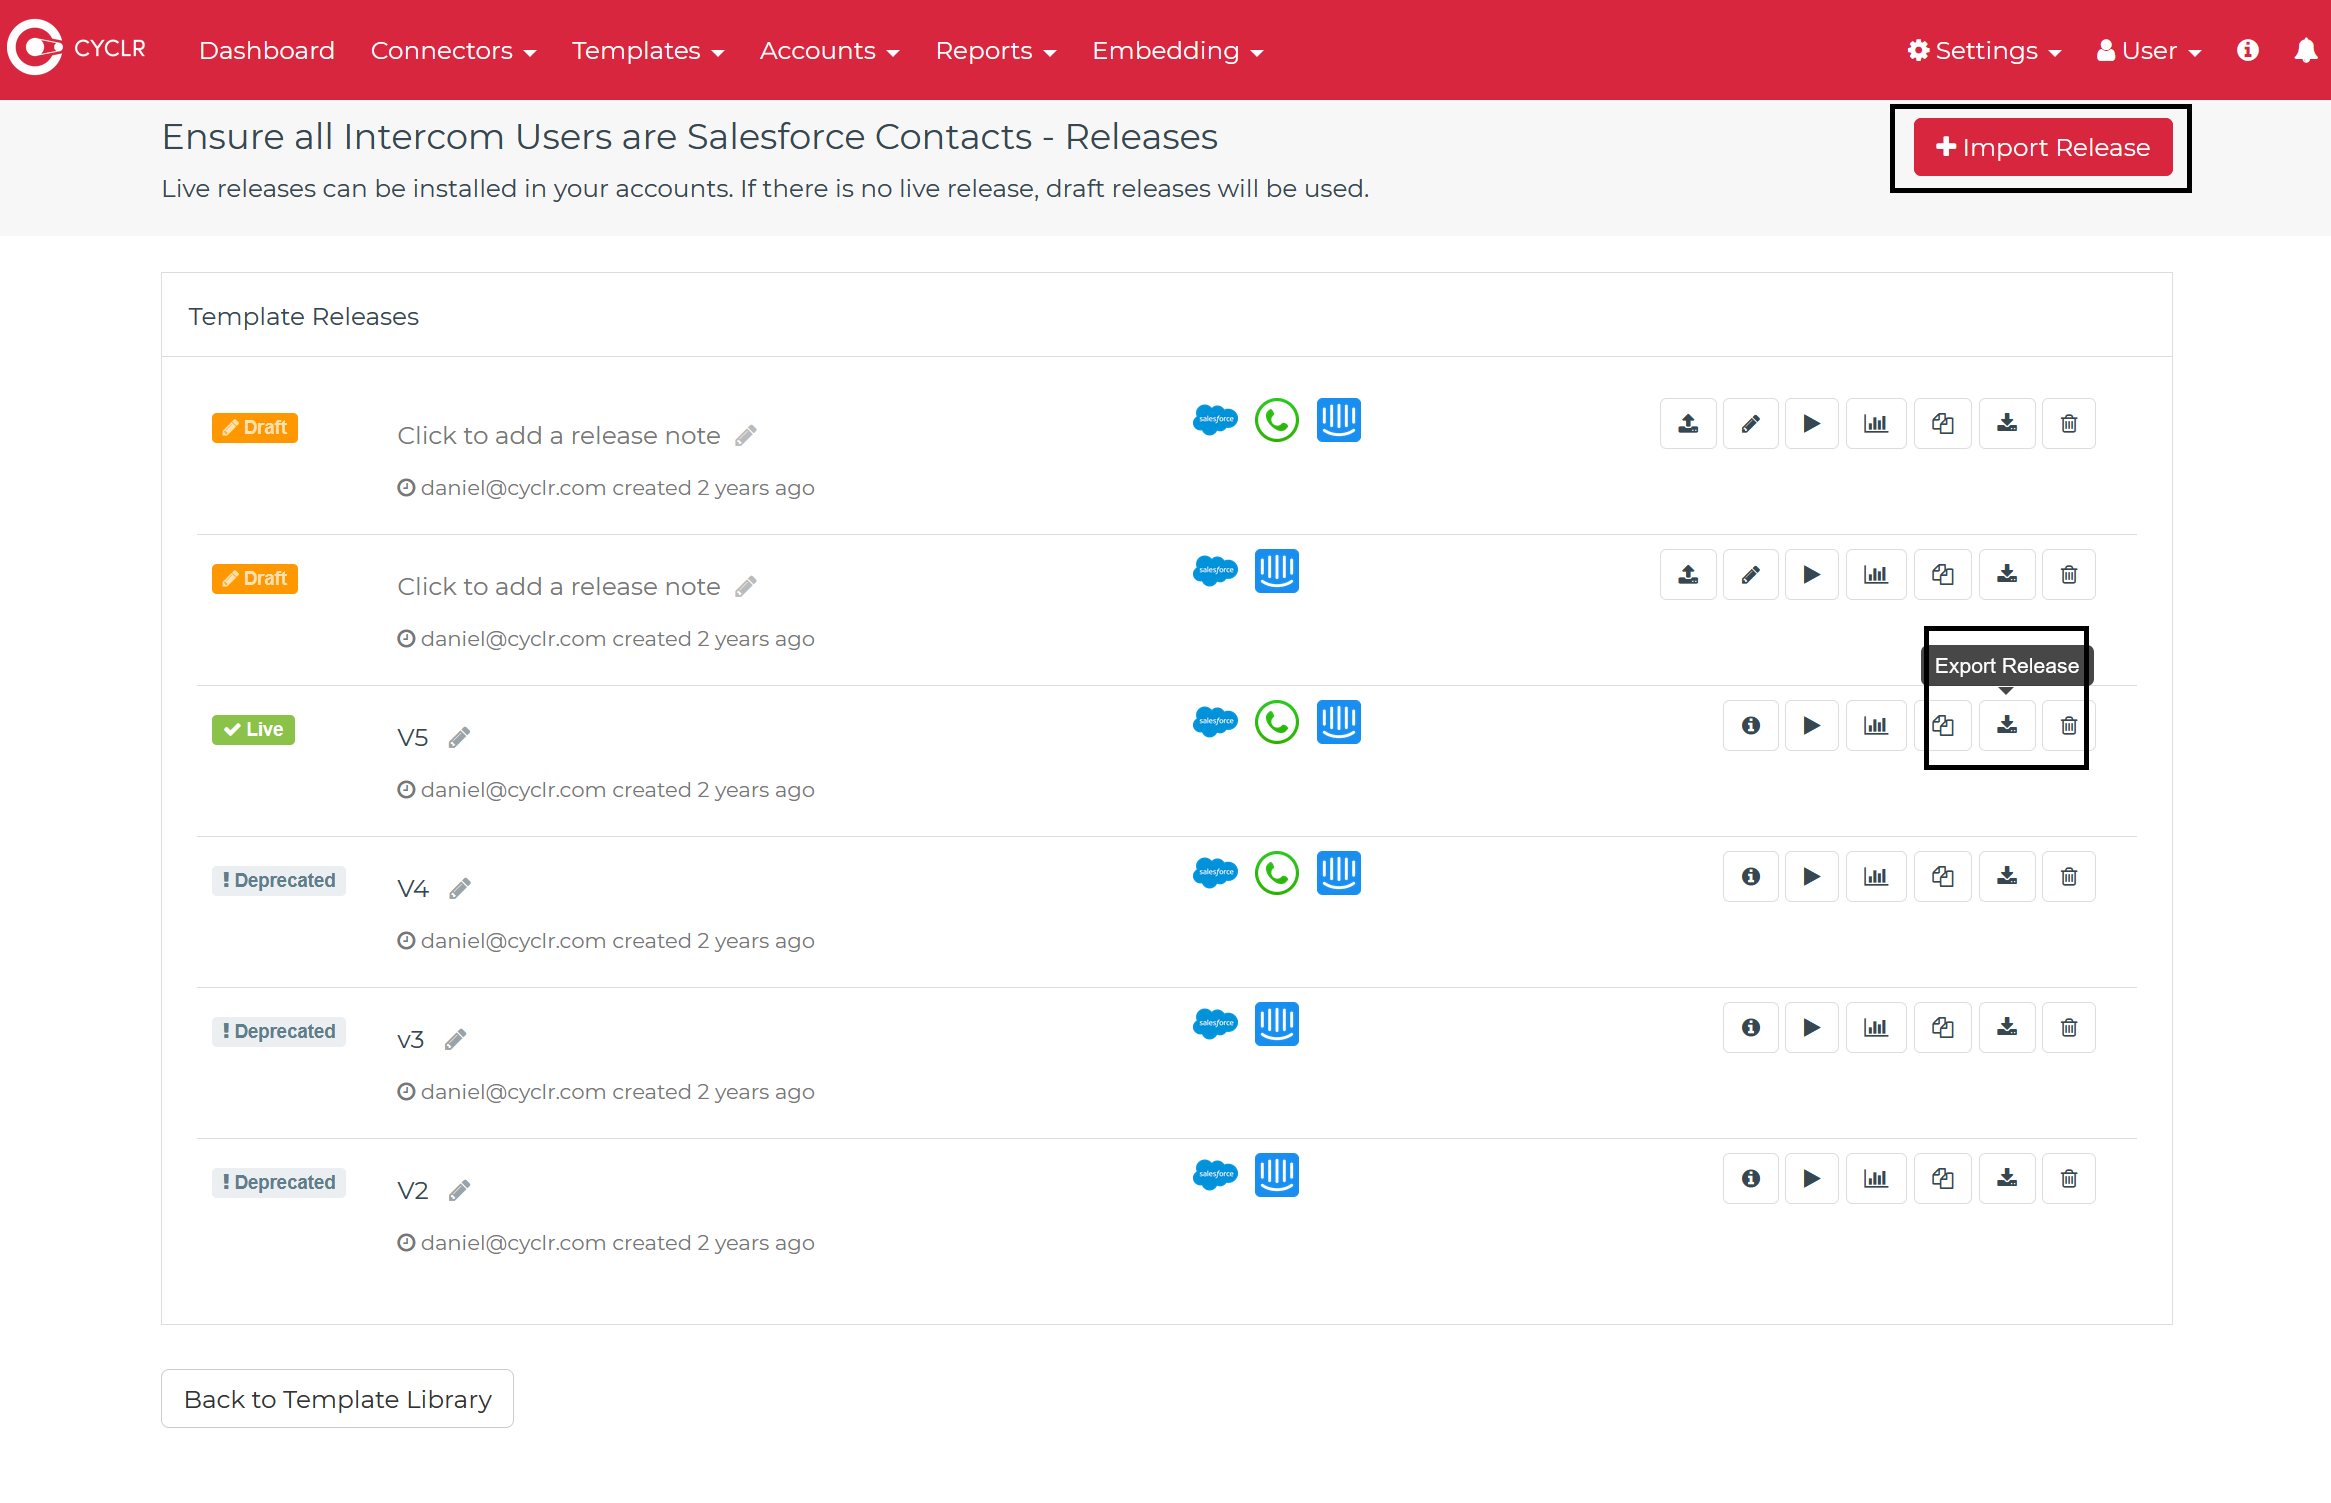 CYCLR
Dashboard Connectors Templates Accounts Reports Embedding Settings User
Ensure all Intercom Users are Salesforce Contacts - Releases
Import Release
Live releases can be installed in your accounts. If there is no live release, draft releases will be used.
Template Releases
Draft
Click to add a release note
salesforce
daniel@cyclr.com created 2 years ago
Draft
Click to add a release note
salesforce
daniel@cyclr.com created 2 years ago
Export Release
Live
V5
salesforce
daniel@cyclr.com created 2 years ago
! Deprecated
V4
salesforce
daniel@cyclr.com created 2 years ago
! Deprecated
v3
salesforce
daniel@cyclr.com created 2 years ago
! Deprecated
V2
salesforce
daniel@cyclr.com created 2 years ago
Back to Template Library